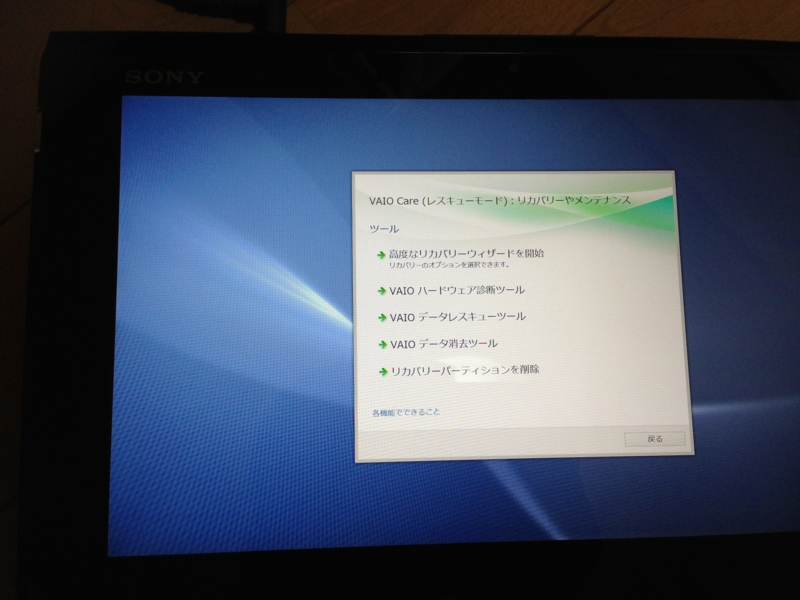 SONY
VAIO Care (レスキューモード) : リカバリーやメンテナンス
ツール
高度なリカバリーウィザードを開始
リカバリーのオプションを選択できます。
VAIO ハードウェア診断ツール
VAIO データレスキューツール
VAIO データ消去ツール
リカバリーパーティションを削除
各機能でできること
戻る